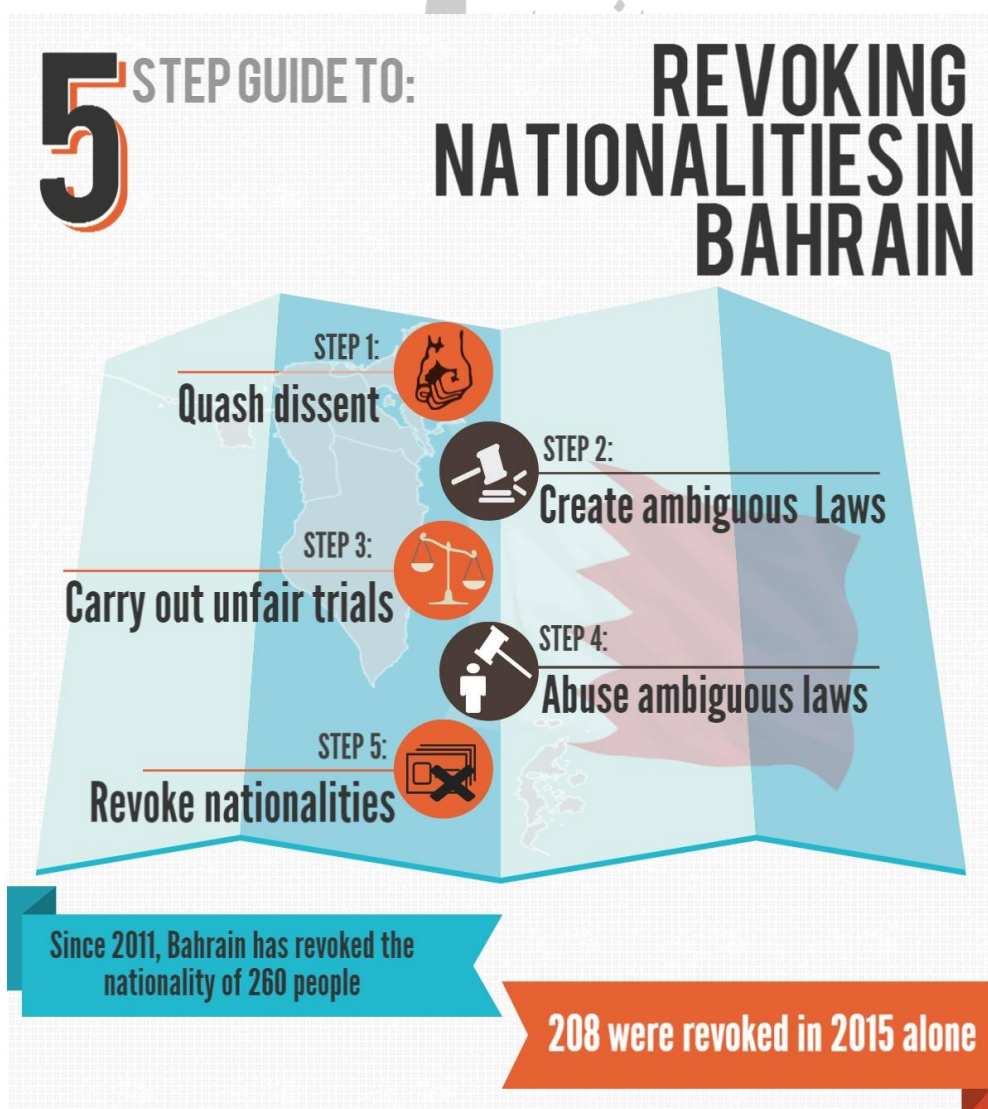 5 STEP GUIDE TO:
REVOKING
NATIONALITIES IN
BAHRAIN
STEP 1:
Quash dissent
STEP 2:
Create ambiguous Laws
STEP 3:
Carry out unfair trials
STEP 4:
Abuse ambiguous laws
STEP 5:
Revoke nationalities
Since 2011, Bahrain has revoked the
nationality of 260 people
208 were revoked in 2015 alone